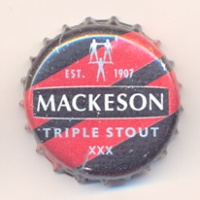 EST. 1907
MACKESON
TRIPLE STOUT
XXX